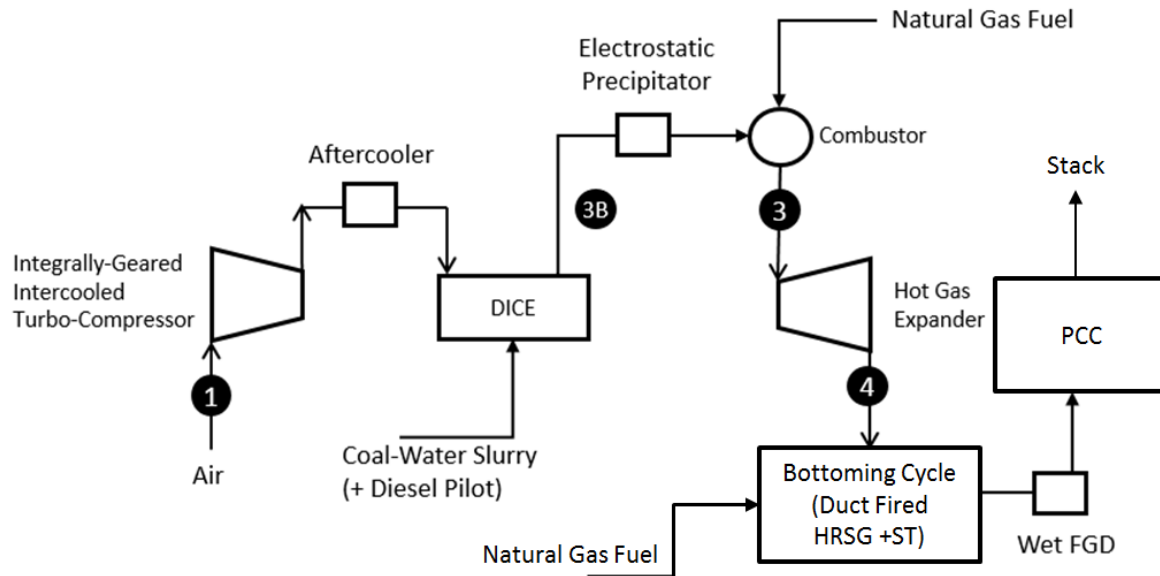 Natural Gas Fuel
Electrostatic
Precipitator
Combustor
Aftercooler
Stack
3B
3
Integrally-Geared
Intercooled
Turbo-Compressor
DICE
Hot Gas
Expander
PCC
1
4
Air
Coal-Water Slurry
(+ Diesel Pilot)
Bottoming Cycle
(Duct Fired
HRSG +ST)
Wet FGD
Natural Gas Fuel